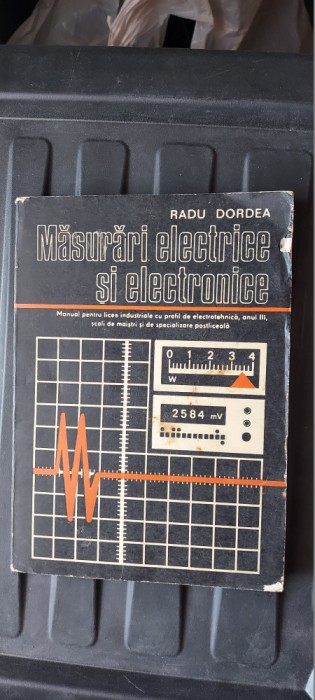 RADU DORDEA
Măsurări electrice
și electronice
Manual pentru licee industriale cu profil de electrotehnică, anul III,
școli de maiștri și de specializare postliceală
0 1 2 3 4
W
2584 mV